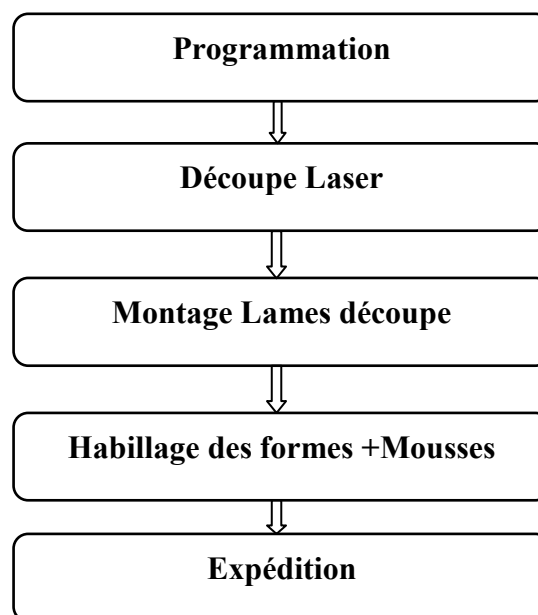 Programmation
Découpe Laser
Montage Lames découpe
Habillage des formes +Mousses
Expédition